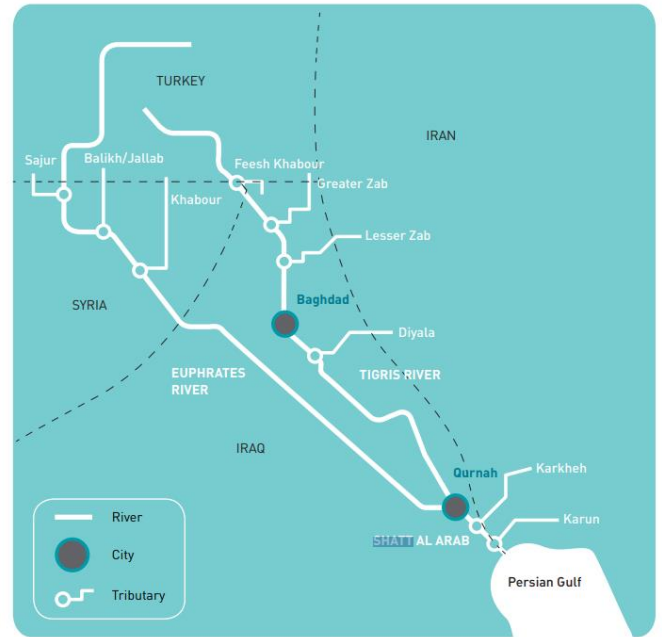 TURKEY
IRAN
Sajur
Balikh/Jallab
Khabour
Feesh Khabour
Greater Zab
Lesser Zab
SYRIA
Baghdad
Diyala
EUPHRATES
RIVER
TIGRIS RIVER
IRAQ
Qurnah
Karkheh
Karun
SHATT AL ARAB
Persian Gulf
River
City
Tributary